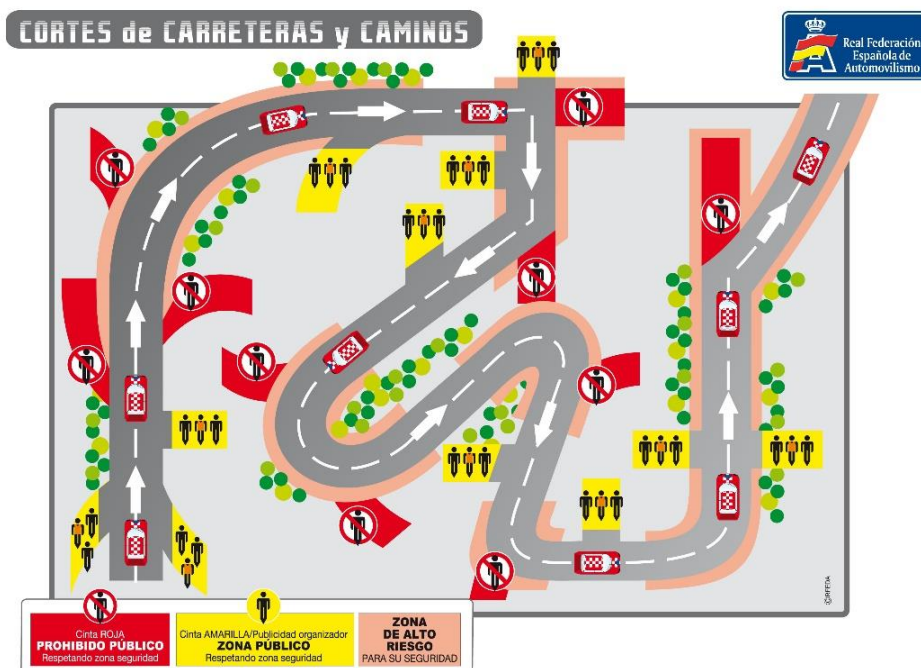 CORTES de CARRETERAS y CAMINOS
Real Federación
Española de
Automovilismo
©RFEDA
Cinta ROJA
PROHIBIDO PÚBLICO
Respetando zona seguridad
Cinta AMARILLA/Publicidad organizador
ZONA PÚBLICO
Respetando zona seguridad
ZONA
DE ALTO
RIESGO
PARA SU SEGURIDAD